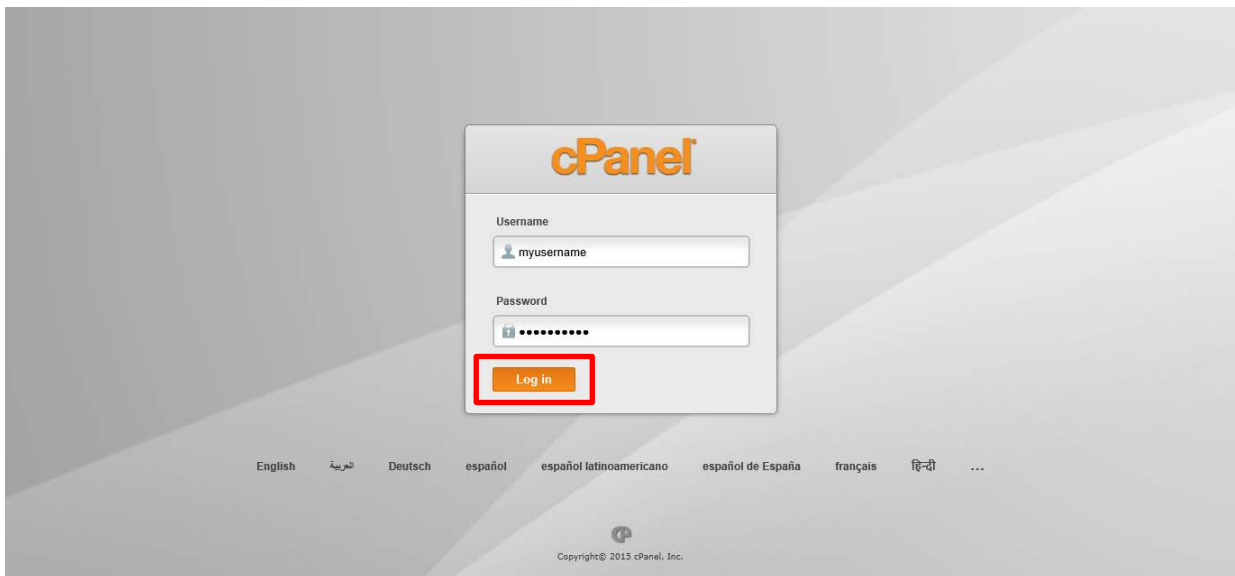 cPanel
Username
myusername
Password
••••••••••
Log in
English العربية Deutsch español español latinoamericano español de España français हिन्दी ...
cP
Copyright© 2015 cPanel, Inc.